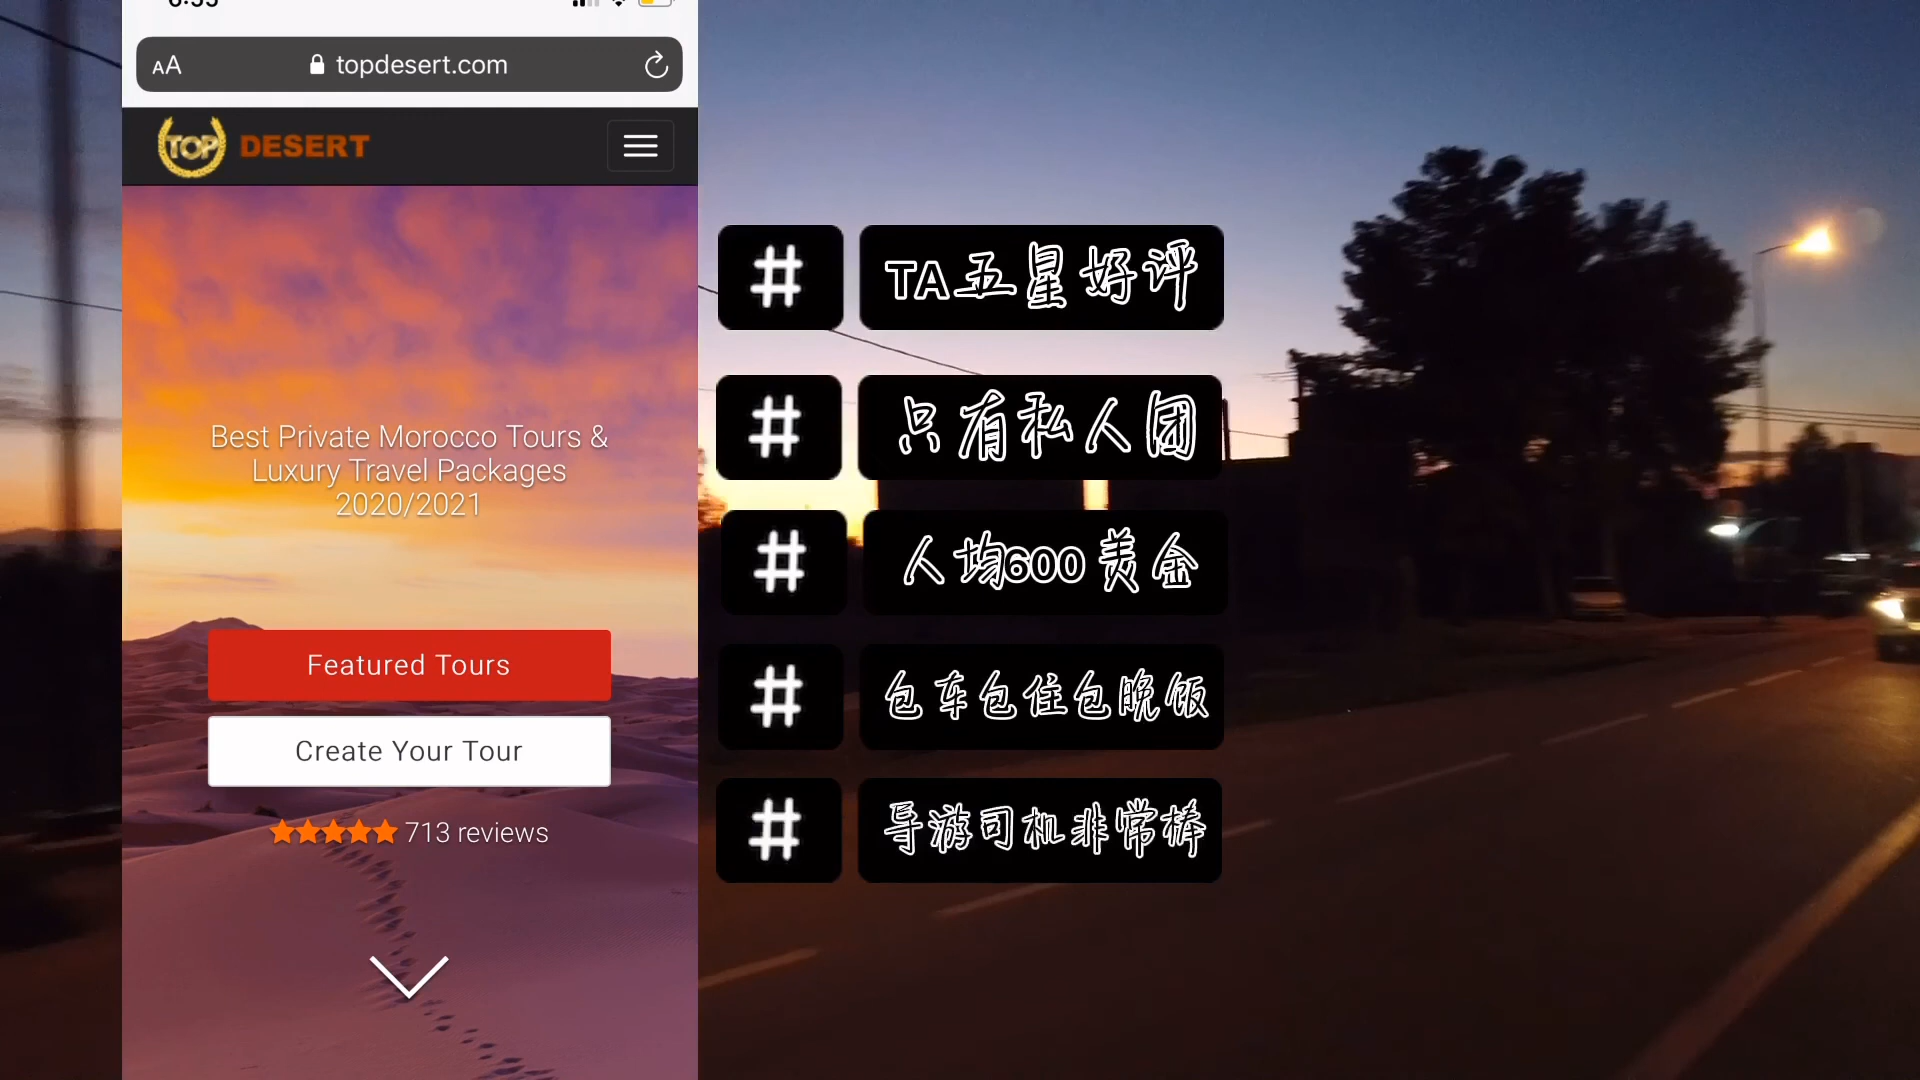 AA topdesert.com
TOP DESERT
Best Private Morocco Tours &
Luxury Travel Packages
2020/2021
Featured Tours
Create Your Tour
713 reviews
# TA五星好评
# 只有私人团
# 人均600美金
# 包车包住包晚饭
# 导游司机非常棒